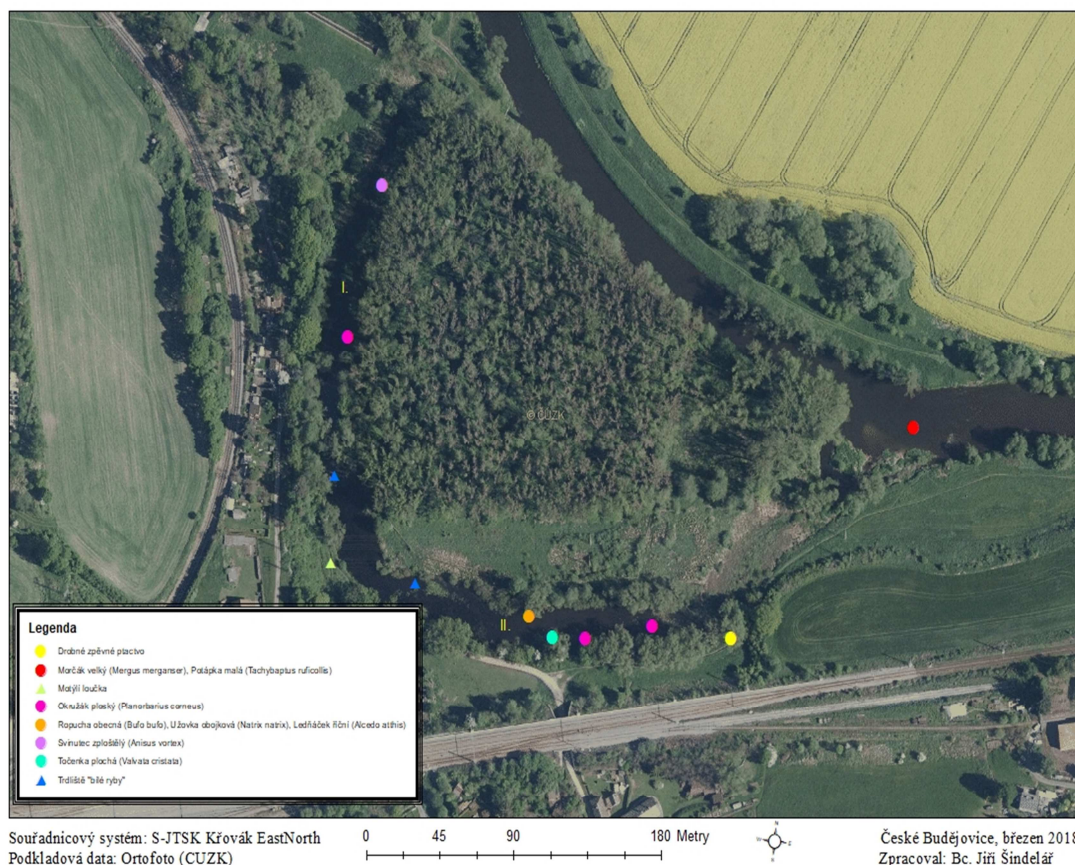 I.
© CUZK
II.
Legenda
Drobné zpěvné ptactvo
Morčák velký (Mergus merganser), Potápka malá (Tachybaptus ruficollis)
Motýlí loučka
Okružák ploský (Planorbarius corneus)
Ropucha obecná (Bufo bufo), Užovka obojková (Natrix natrix), Ledňáček říční (Alcedo atthis)
Svinutec zploštělý (Anisus vortex)
Točenka plochá (Valvata cristata)
Trdliště "bílé ryby"
Souřadnicový systém: S-JTSK Křovák EastNorth
Podkladová data: Ortofoto (CUZK)
0 45 90 180 Metry
N
České Budějovice, březen 2018
Zpracoval: Bc. Jiří Šindelář